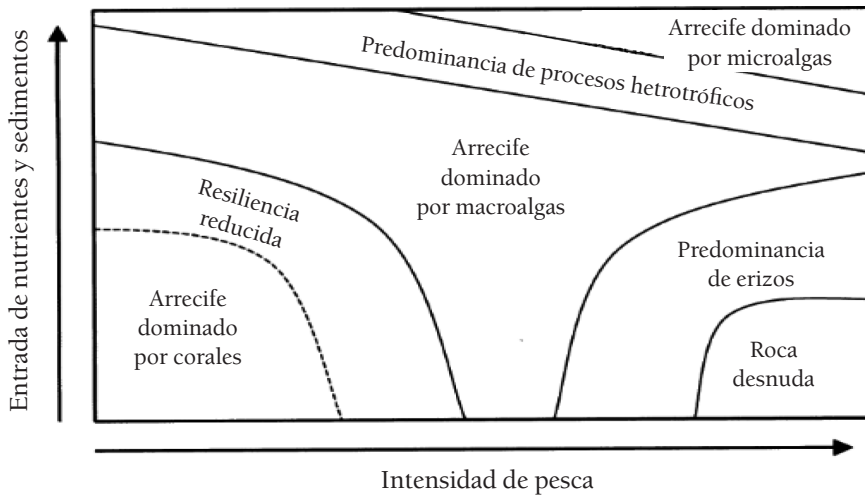 Entrada de nutrientes y sedimentos
Arrecife dominado
por microalgas
Predominancia de procesos hetrotróficos
Arrecife
dominado
por macroalgas
Resiliencia
reducida
Predominancia
de erizos
Arrecife
dominado
por corales
Roca
desnuda
Intensidad de pesca